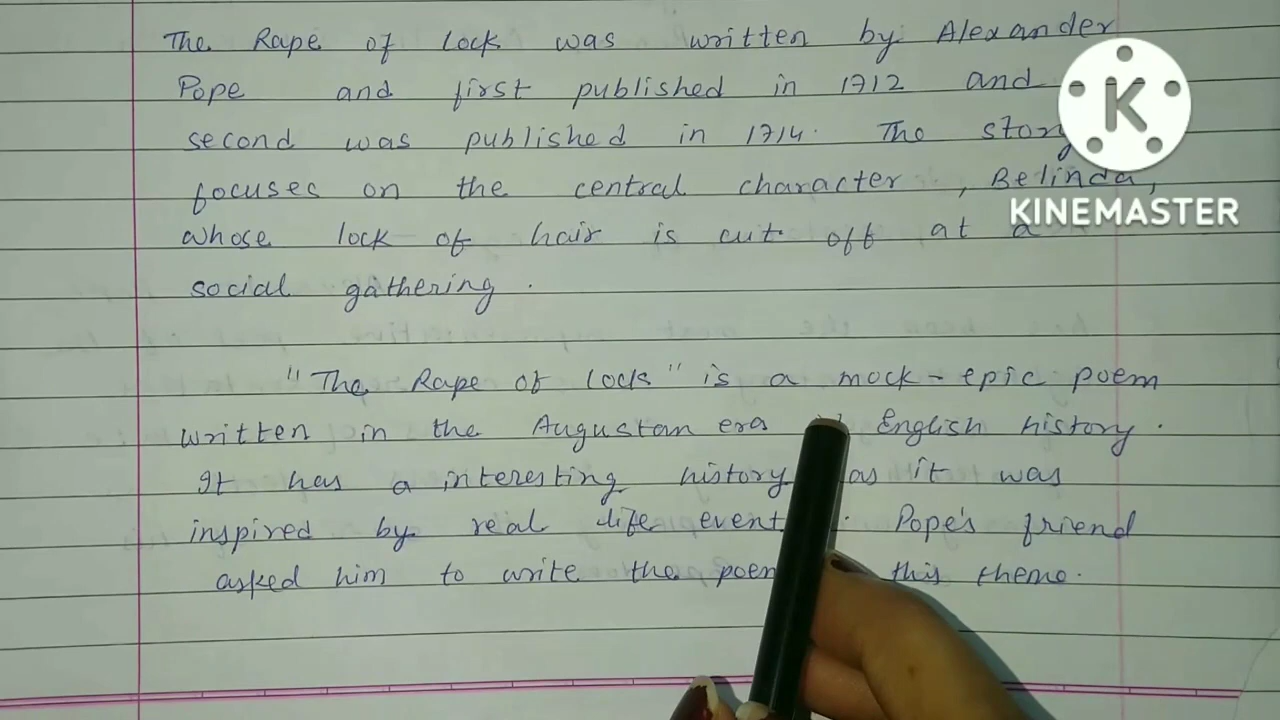 The Rape of lock was written by Alexander
Pope and first published in 1712 and
second was published in 1714. The story
focuses on the central character , Belinda,
whose lock of hair is cut off at a
social gathering .
"The Rape of lock" is a mock-epic poem
written in the Augustan era English history .
It has a interesting history as it was
inspired by real life event . Pope's friend
asked him to write the poem this theme.
K
KINEMASTER